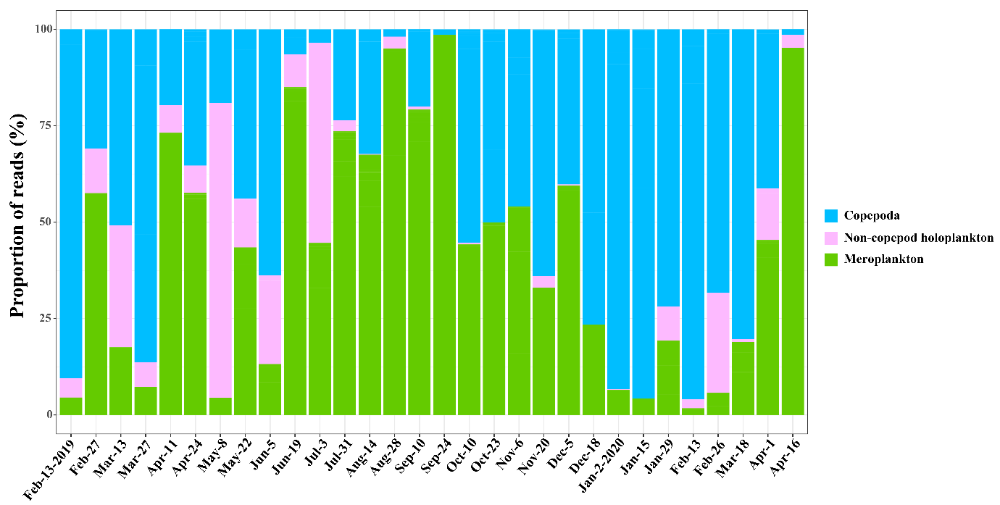 Proportion of reads (%)
100
75
50
25
0
Feb-13-2019
Feb-27
Mar-13
Mar-27
Apr-11
Apr-24
May-8
May-22
Jun-5
Jun-19
Jul-3
Jul-31
Aug-14
Aug-28
Sep-10
Sep-24
Oct-10
Oct-23
Nov-6
Nov-20
Dec-5
Dec-18
Jan-2-2020
Jan-15
Jan-29
Feb-13
Feb-26
Mar-18
Apr-1
Apr-16
Copepoda
Non-copepod holoplankton
Meroplankton